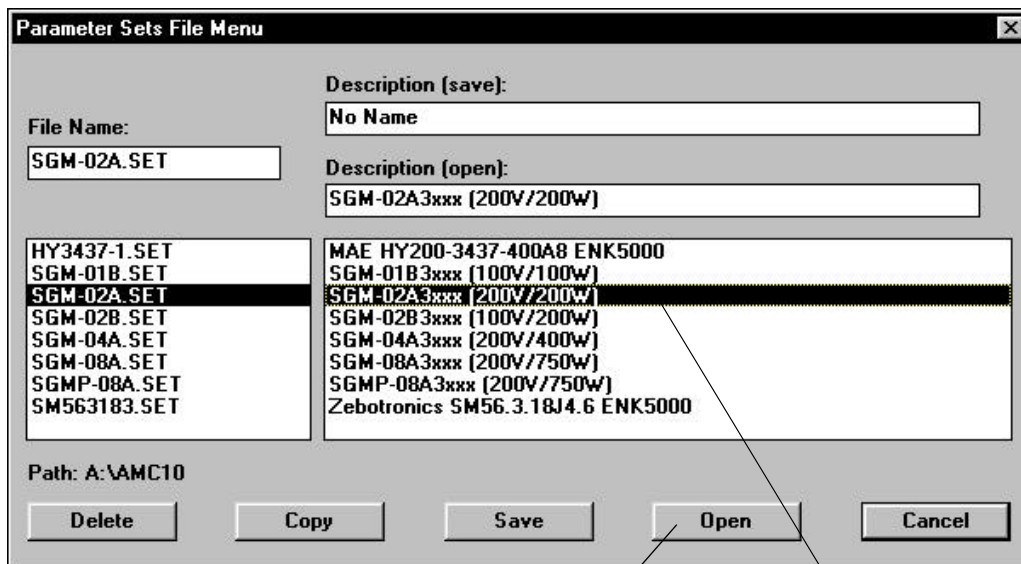 Parameter Sets File Menu
Description (save):
No Name
File Name:
SGM-02A.SET
Description (open):
SGM-02A3xxx (200V/200W)
HY3437-1.SET
SGM-01B.SET
SGM-02A.SET
SGM-02B.SET
SGM-04A.SET
SGM-08A.SET
SGMP-08A.SET
SM563183.SET
MAE HY200-3437-400A8 ENK5000
SGM-01B3xxx (100V/100W)
SGM-02A3xxx (200V/200W)
SGM-02B3xxx (100V/200W)
SGM-04A3xxx (200V/400W)
SGM-08A3xxx (200V/750W)
SGMP-08A3xxx (200V/750W)
Zebotronics SM56.3.18J4.6 ENK5000
Path: A:\AMC10
Delete
Copy
Save
Open
Cancel